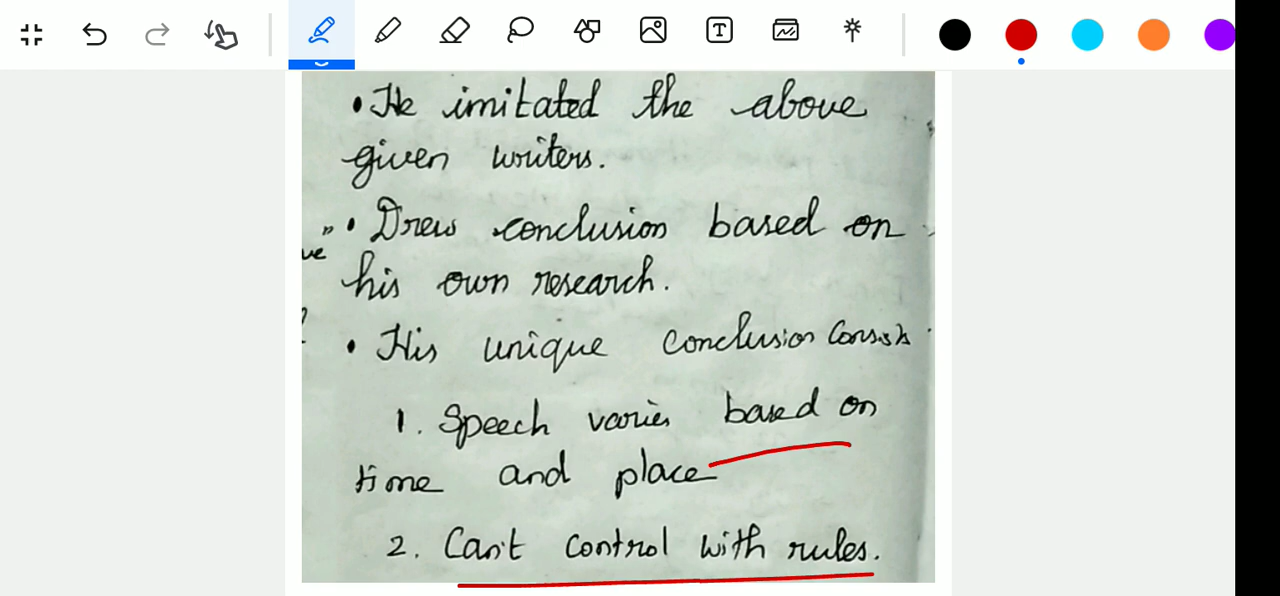 • He imitated the above
given writers.
• Drew conclusion based on
his own research.
• His unique conclusion consists
1. Speech varies based on
time and place
2. Can't control with rules.